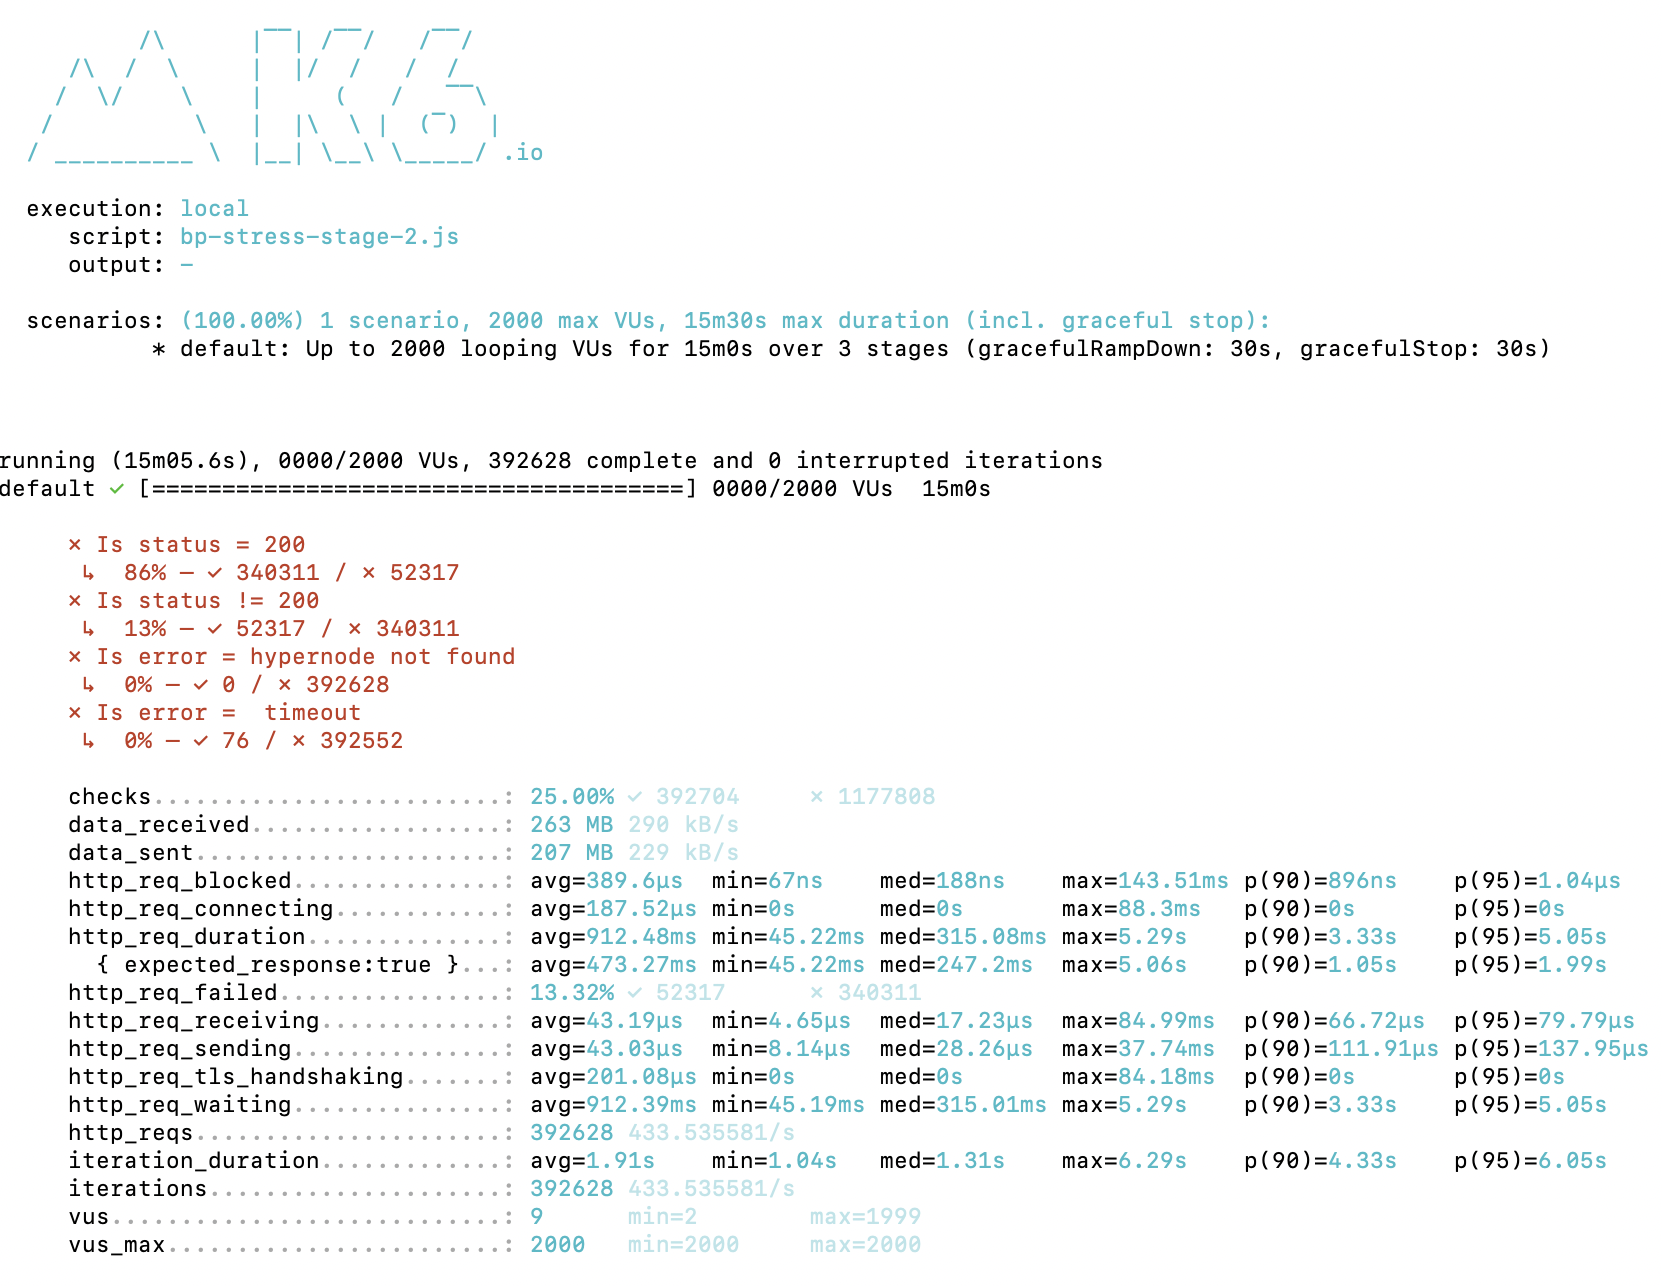 /\      |‾‾| /‾‾/   /‾‾/
     /\  /  \     |  |/  /   /  /
    /  \/    \    |     (   /   ‾‾\
   /          \   |  |\  \ |  (‾)  |
  / __________ \  |__| \__\ \_____/ .io

  execution: local
     script: bp-stress-stage-2.js
     output: -

  scenarios: (100.00%) 1 scenario, 2000 max VUs, 15m30s max duration (incl. graceful stop):
           * default: Up to 2000 looping VUs for 15m0s over 3 stages (gracefulRampDown: 30s, gracefulStop: 30s)

running (15m05.6s), 0000/2000 VUs, 392628 complete and 0 interrupted iterations
default ✓ [======================================] 0000/2000 VUs  15m0s

     ✗ Is status = 200
      ↳  86% — ✓ 340311 / ✗ 52317
     ✗ Is status != 200
      ↳  13% — ✓ 52317 / ✗ 340311
     ✗ Is error = hypernode not found
      ↳  0% — ✓ 0 / ✗ 392628
     ✗ Is error =  timeout
      ↳  0% — ✓ 76 / ✗ 392552

     checks.........................: 25.00% ✓ 392704     ✗ 1177808
     data_received..................: 263 MB 290 kB/s
     data_sent......................: 207 MB 229 kB/s
     http_req_blocked...............: avg=389.6µs  min=67ns    med=188ns    max=143.51ms p(90)=896ns    p(95)=1.04µs
     http_req_connecting............: avg=187.52µs min=0s      med=0s       max=88.3ms   p(90)=0s       p(95)=0s
     http_req_duration..............: avg=912.48ms min=45.22ms med=315.08ms max=5.29s    p(90)=3.33s    p(95)=5.05s
       { expected_response:true }...: avg=473.27ms min=45.22ms med=247.2ms  max=5.06s    p(90)=1.05s    p(95)=1.99s
     http_req_failed................: 13.32% ✓ 52317      ✗ 340311
     http_req_receiving.............: avg=43.19µs  min=4.65µs  med=17.23µs  max=84.99ms  p(90)=66.72µs  p(95)=79.79µs
     http_req_sending...............: avg=43.03µs  min=8.14µs  med=28.26µs  max=37.74ms  p(90)=111.91µs p(95)=137.95µs
     http_req_tls_handshaking.......: avg=201.08µs min=0s      med=0s       max=84.18ms  p(90)=0s       p(95)=0s
     http_req_waiting...............: avg=912.39ms min=45.19ms med=315.01ms max=5.29s    p(90)=3.33s    p(95)=5.05s
     http_reqs......................: 392628 433.535581/s
     iteration_duration.............: avg=1.91s    min=1.04s   med=1.31s    max=6.29s    p(90)=4.33s    p(95)=6.05s
     iterations.....................: 392628 433.535581/s
     vus............................: 9      min=2        max=1999
     vus_max........................: 2000   min=2000     max=2000